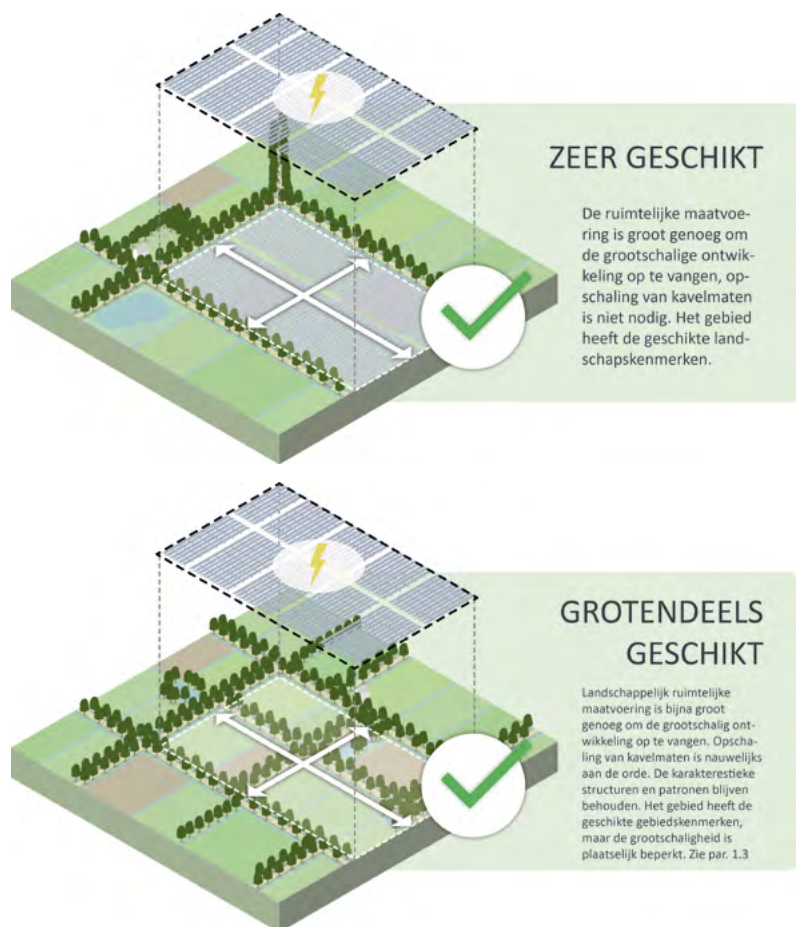 ZEER GESCHIKT
De ruimtelijke maatvoe-
ring is groot genoeg om
de grootschalige ontwik-
keling op te vangen, op-
schaling van kavelmaten
is niet nodig. Het gebied
heeft de geschikte land-
schapskenmerken.
GROTENDEELS
GESCHIKT
Landschappelijk ruimtelijke
maatvoering is bijna groot
genoeg om de grootschalig ont-
wikkeling op te vangen. Opscha-
ling van kavelmaten is nauwelijks
aan de orde. De karakterestieke
structuren en patronen blijven
behouden. Het gebied heeft de
geschikte gebiedskenmerken,
maar de grootschaligheid is
plaatselijk beperkt. Zie par. 1.3